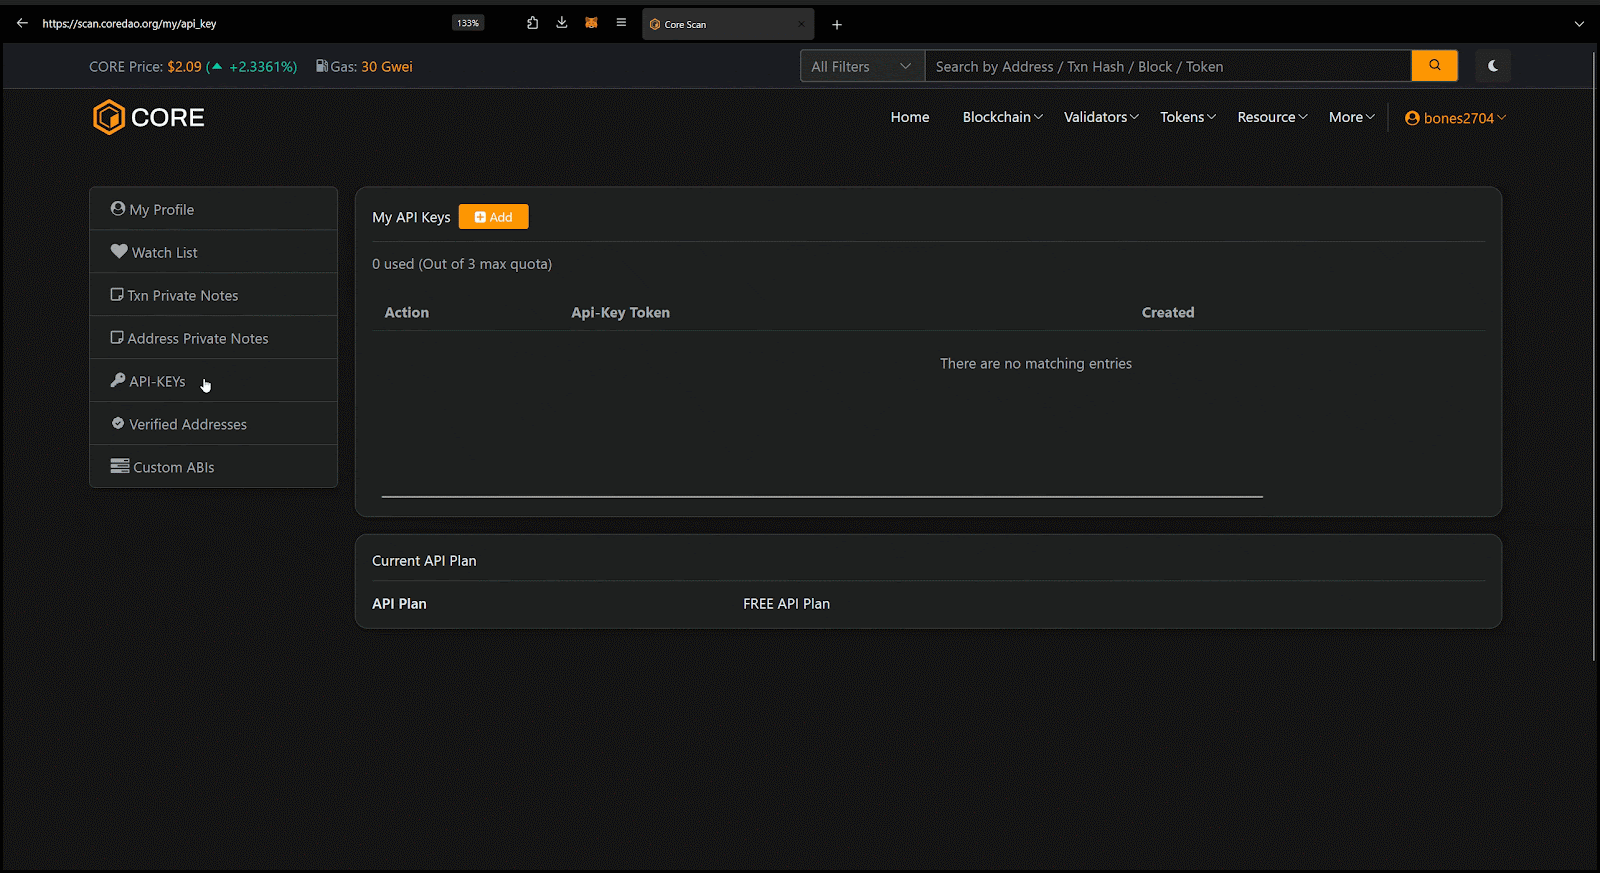 https://scan.coredao.org/my/api_key
133%
Core Scan
CORE Price: $2.09 (▲ +2.3361%) Gas: 30 Gwei
All Filters
Search by Address / Txn Hash / Block / Token
CORE
Home Blockchain Validators Tokens Resource More bones2704
My Profile
Watch List
Txn Private Notes
Address Private Notes
API-KEYs
Verified Addresses
Custom ABIs
My API Keys Add
0 used (Out of 3 max quota)
Action Api-Key Token Created
There are no matching entries
Current API Plan
API Plan FREE API Plan